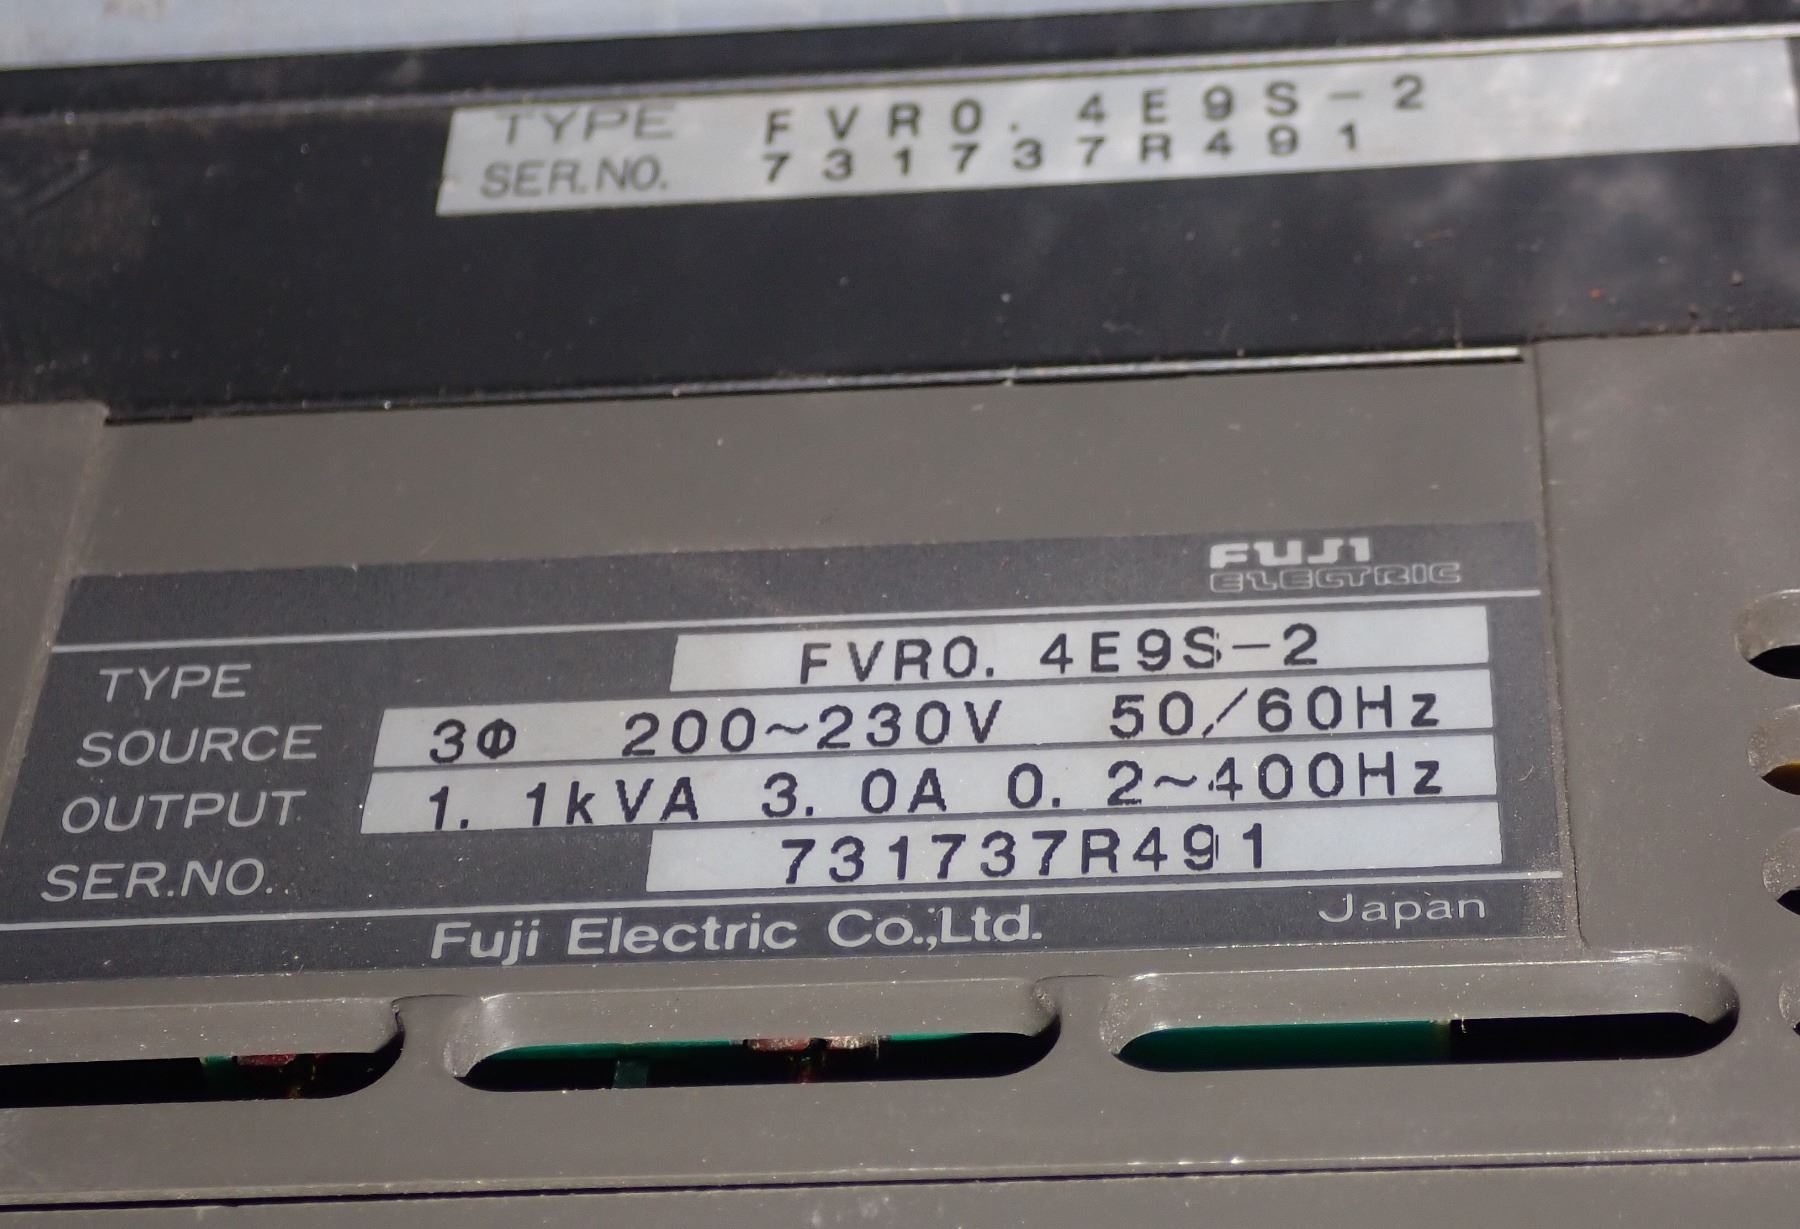 TYPE FVR0.4E9S-2
SER.NO. 731737R491
FUJI
ELECTRIC
TYPE FVR0.4E9S-2
SOURCE 3Φ 200~230V 50/60Hz
OUTPUT 1.1kVA 3.0A 0.2~400Hz
SER.NO. 731737R491
Fuji Electric Co.,Ltd. Japan